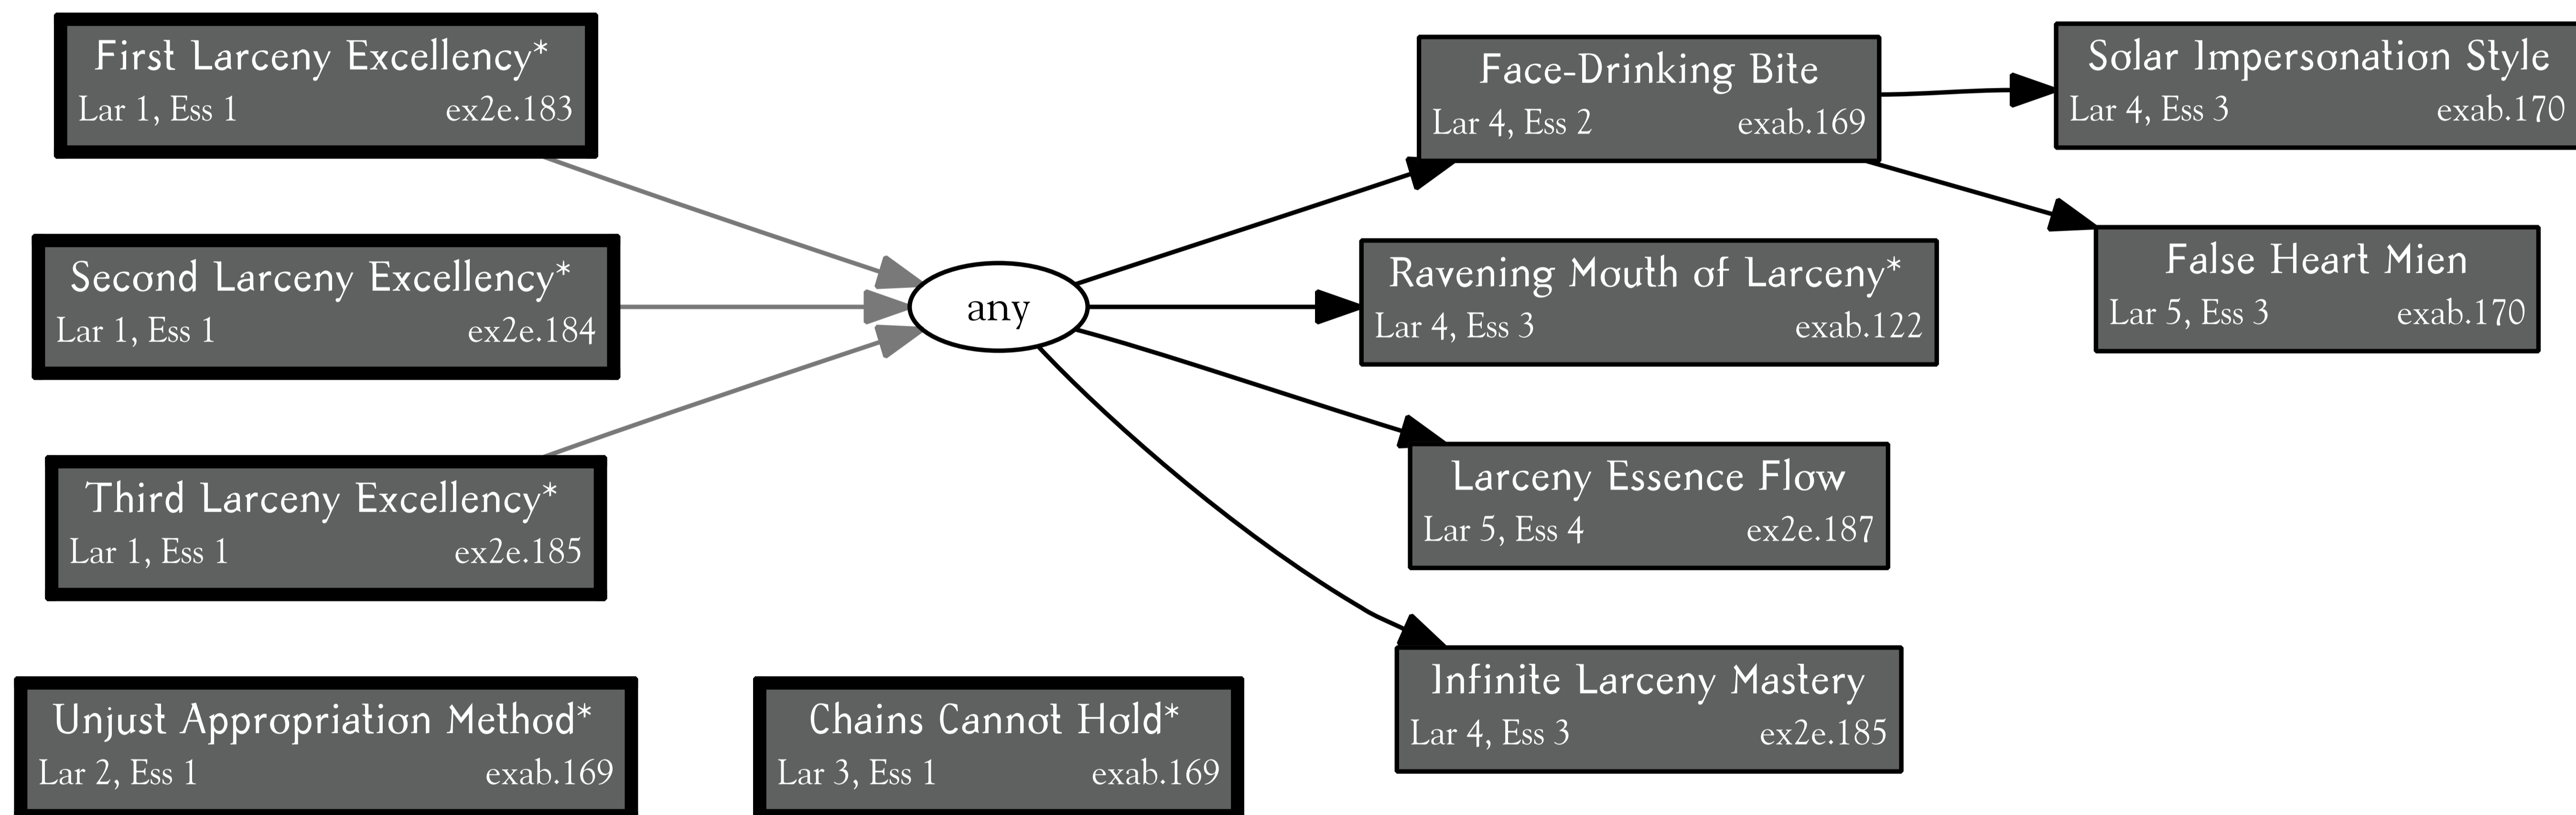 First Larceny Excellency*
Lar 1, Ess 1 ex2e.183
Second Larceny Excellency*
Lar 1, Ess 1 ex2e.184
Third Larceny Excellency*
Lar 1, Ess 1 ex2e.185
Unjust Appropriation Method*
Lar 2, Ess 1 exab.169
Chains Cannot Hold*
Lar 3, Ess 1 exab.169
any
Face-Drinking Bite
Lar 4, Ess 2 exab.169
Ravening Mouth of Larceny*
Lar 4, Ess 3 exab.122
Larceny Essence Flow
Lar 5, Ess 4 ex2e.187
Infinite Larceny Mastery
Lar 4, Ess 3 ex2e.185
Solar Impersonation Style
Lar 4, Ess 3 exab.170
False Heart Mien
Lar 5, Ess 3 exab.170